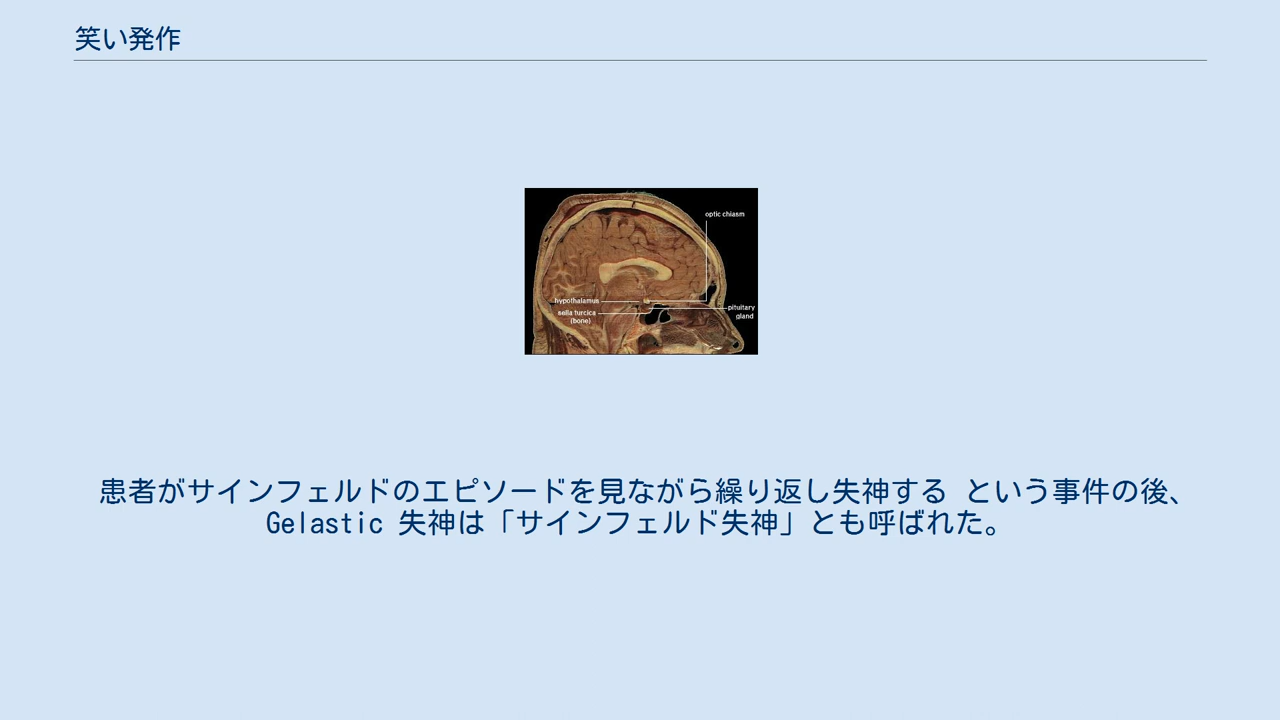 笑い発作
optic chiasm
hypothalamus
sella turcica
(bone)
pituitary
gland
患者がサインフェルドのエピソードを見ながら繰り返し失神する という事件の後、
Gelastic 失神は「サインフェルド失神」とも呼ばれた。